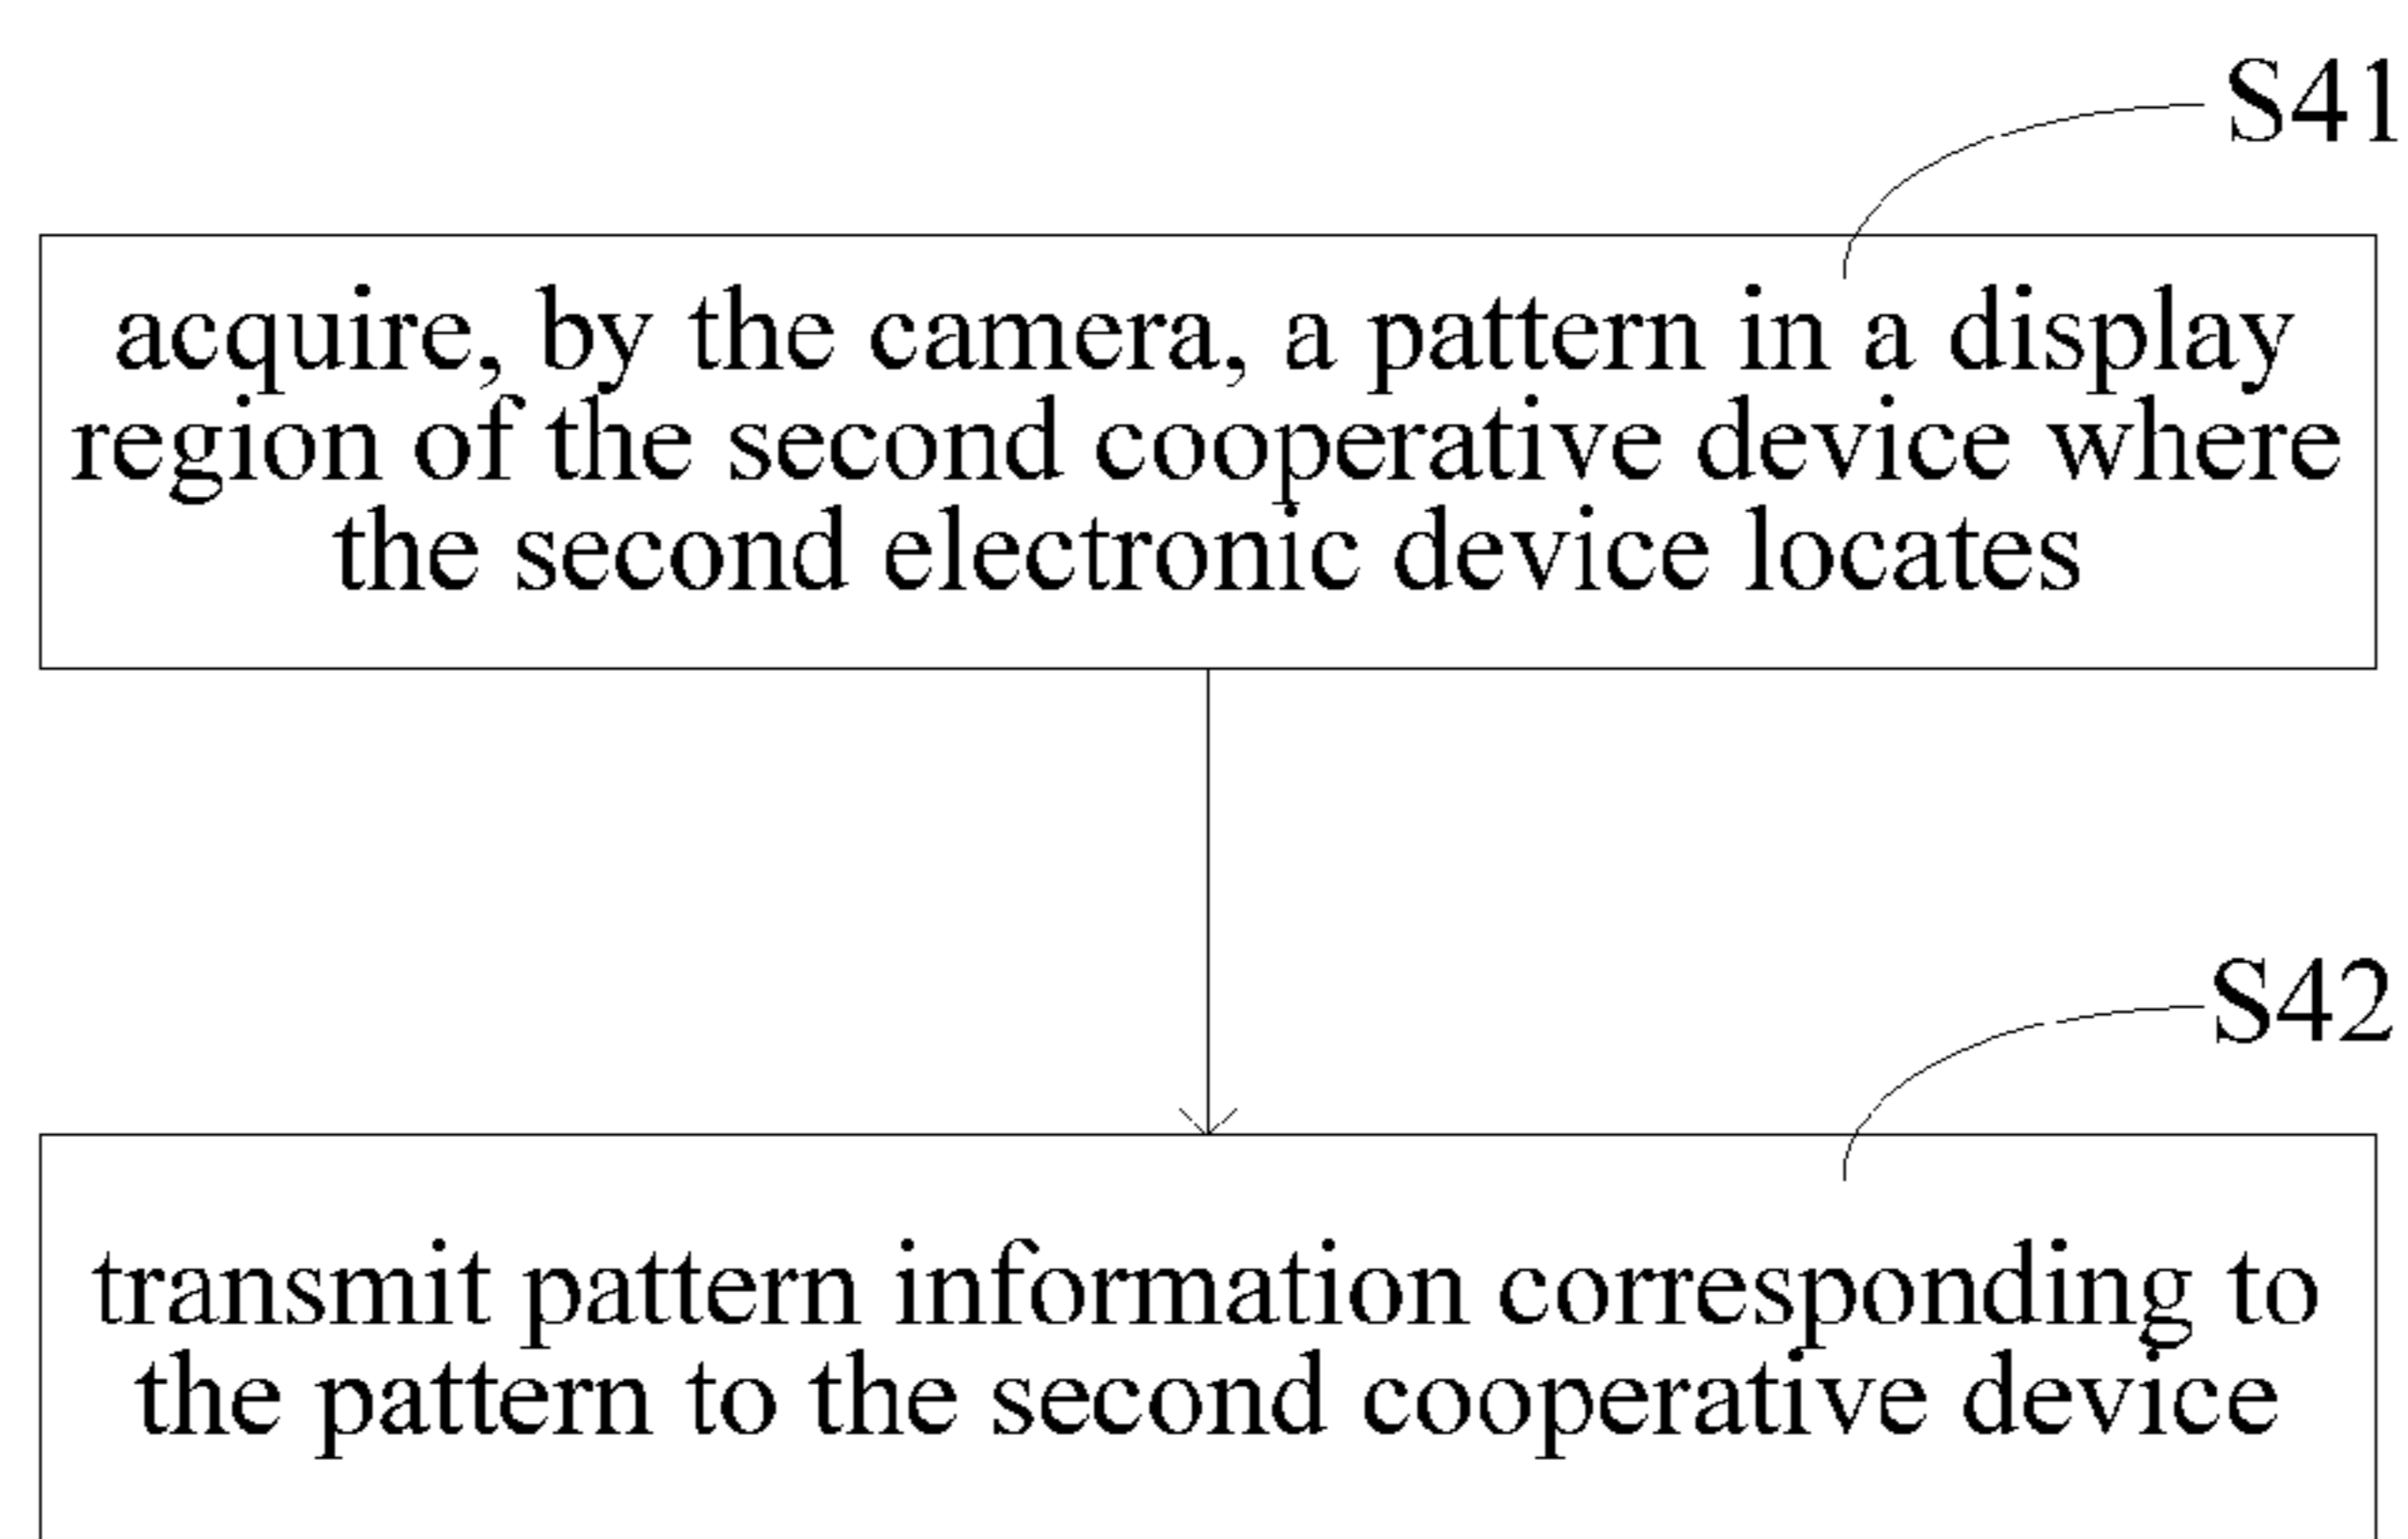 S41
acquire, by the camera, a pattern in a display
region of the second cooperative device where
the second electronic device locates
S42
transmit pattern information corresponding to
the pattern to the second cooperative device